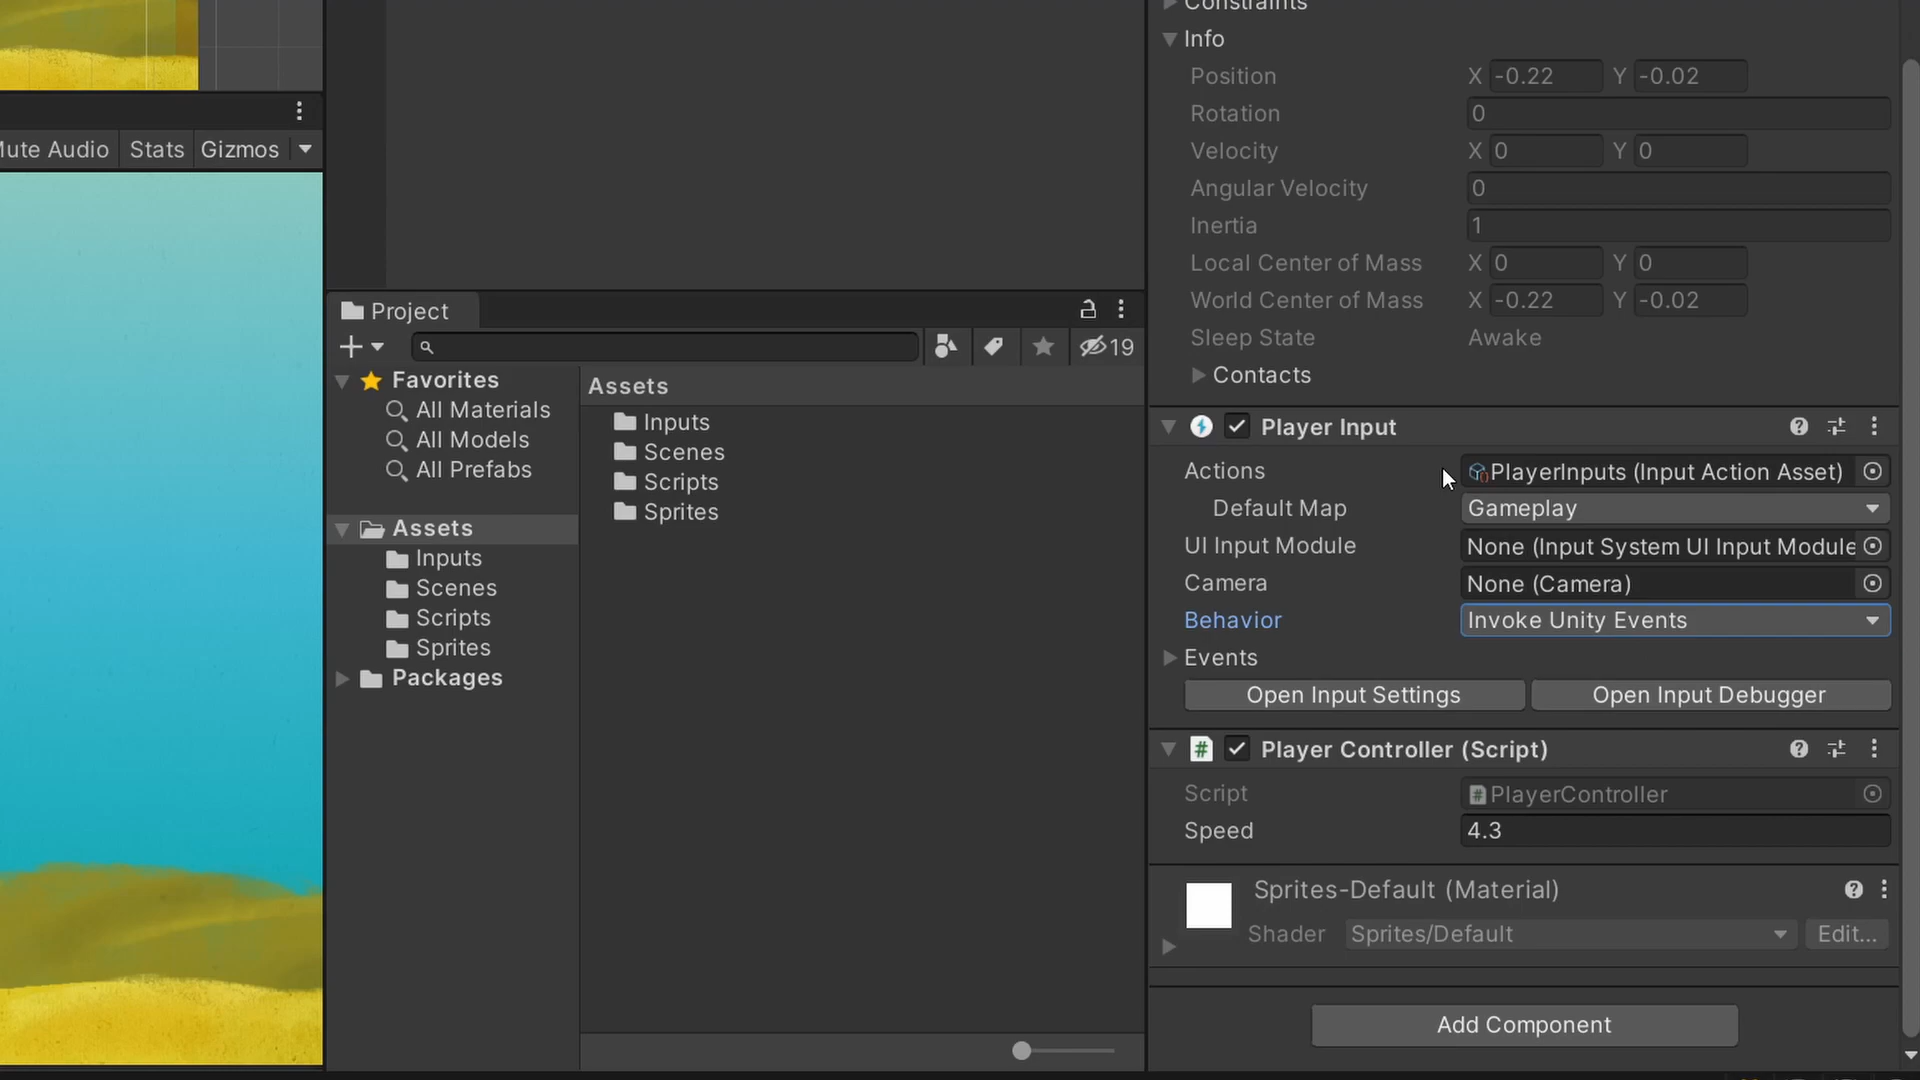 Mute Audio Stats Gizmos
Project
19
Favorites
All Materials
All Models
All Prefabs
Assets
Inputs
Scenes
Scripts
Sprites
Packages
Assets
Inputs
Scenes
Scripts
Sprites
Constraints
Info
Position X -0.22 Y -0.02
Rotation 0
Velocity X 0 Y 0
Angular Velocity 0
Inertia 1
Local Center of Mass X 0 Y 0
World Center of Mass X -0.22 Y -0.02
Sleep State Awake
Contacts
Player Input
Actions PlayerInputs (Input Action Asset)
Default Map Gameplay
UI Input Module None (Input System UI Input Module
Camera None (Camera)
Behavior Invoke Unity Events
Events
Open Input Settings Open Input Debugger
# Player Controller (Script)
Script # PlayerController
Speed 4.3
Sprites-Default (Material)
Shader Sprites/Default Edit...
Add Component